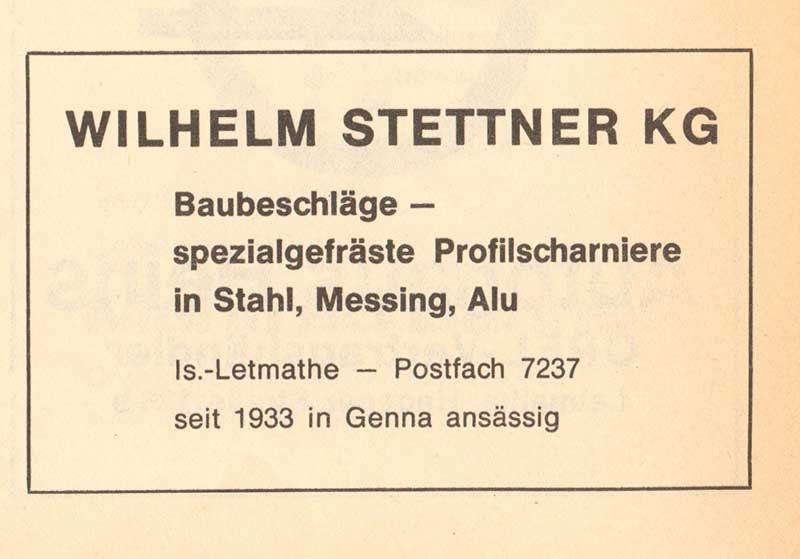 WILHELM STETTNER KG
Baubeschläge —
spezialgefräste Profilscharniere
in Stahl, Messing, Alu
Is.-Letmathe — Postfach 7237
seit 1933 in Genna ansässig